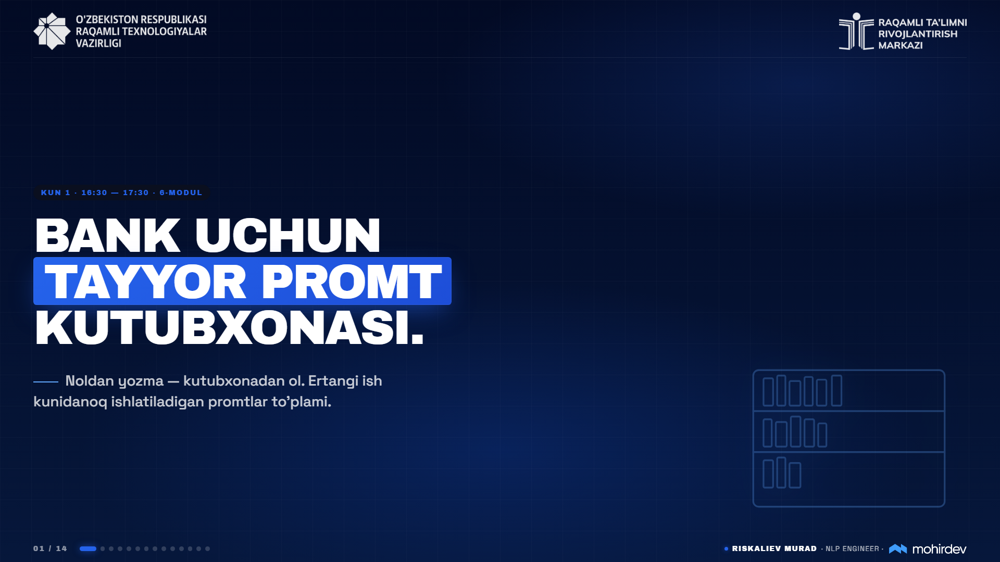 O'ZBEKISTON RESPUBLIKASI
RAQAMLI TEXNOLOGIYALAR
VAZIRLIGI
RAQAMLI TA'LIMNI
RIVOJLANTIRISH
MARKAZI
KUN 1 · 16:30 — 17:30 · 6-MODUL
BANK UCHUN
TAYYOR PROMT
KUTUBXONASI.
Noldan yozma — kutubxonadan ol. Ertangi ish
kunidanoq ishlatiladigan promtlar to’plami.
01 / 14
RISKALIEV MURAD · NLP ENGINEER · mohirdev